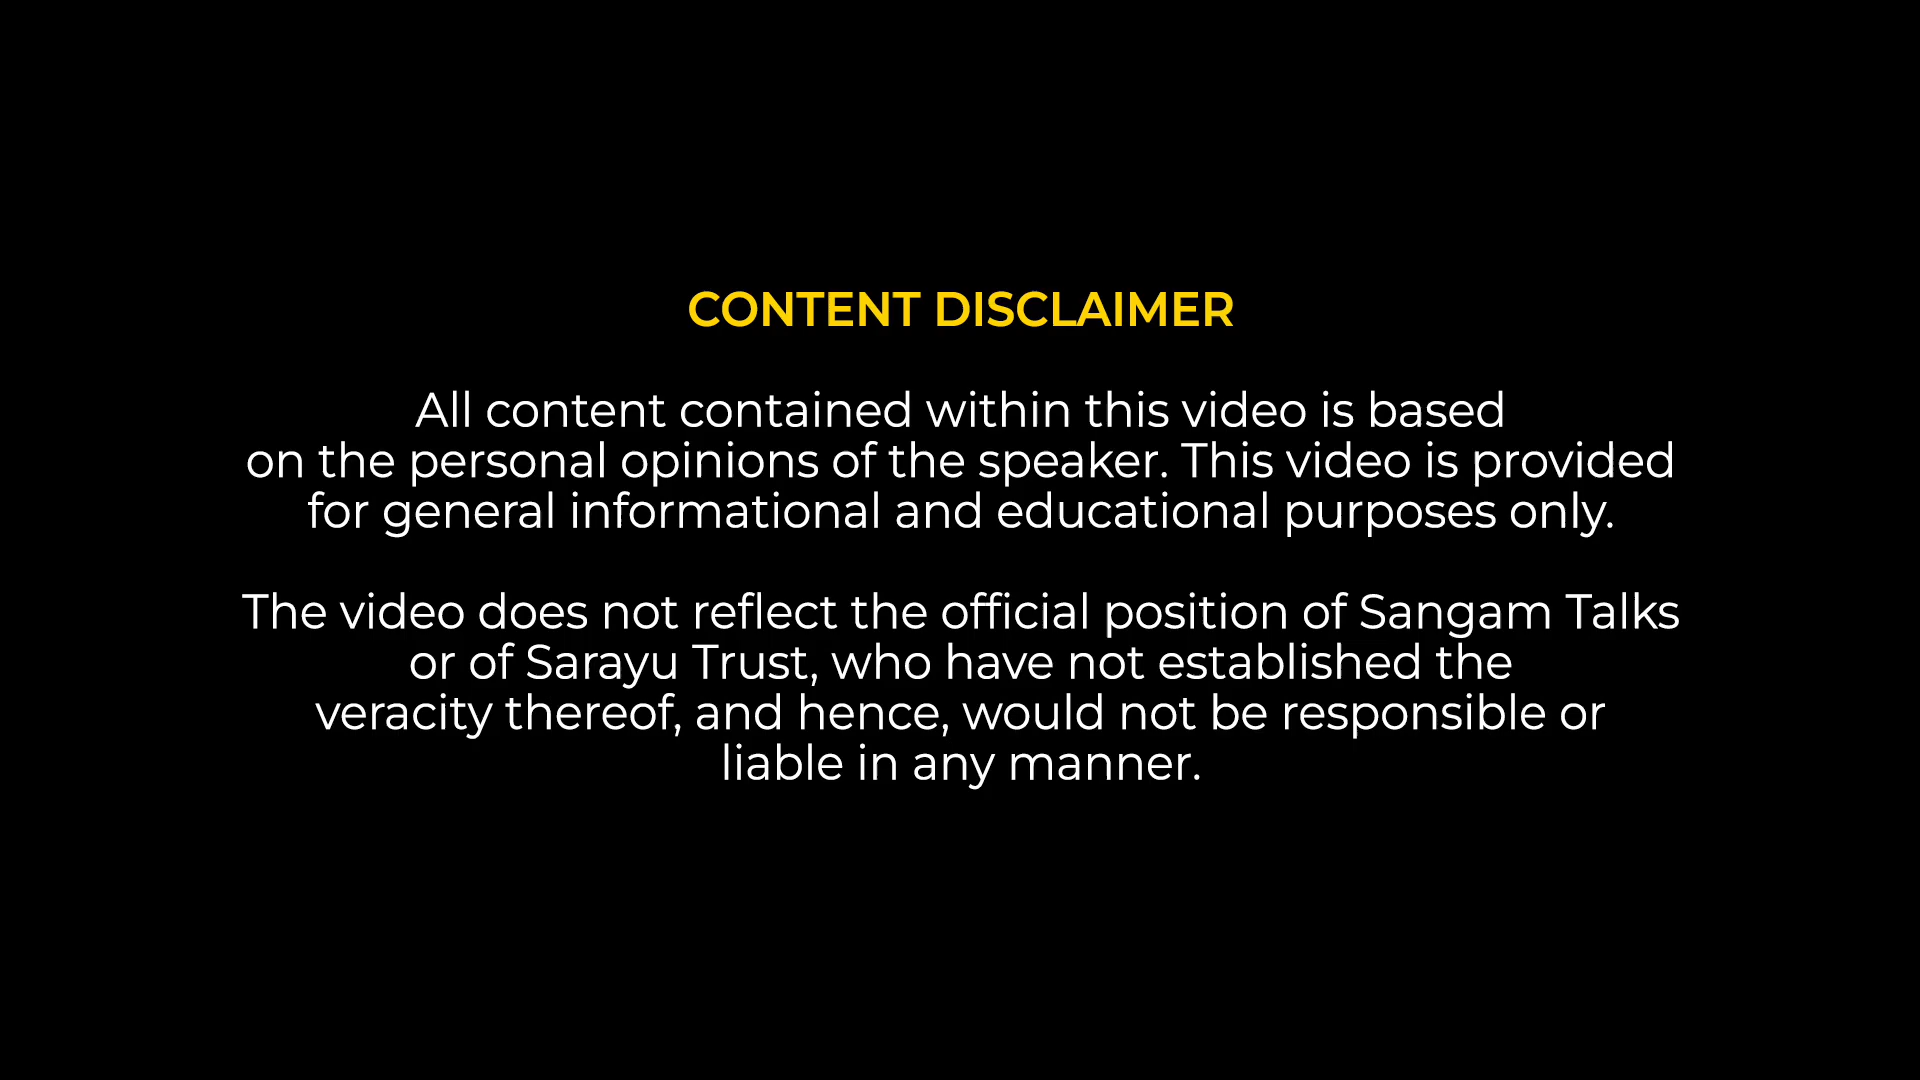 CONTENT DISCLAIMER
All content contained within this video is based
on the personal opinions of the speaker. This video is provided
for general informational and educational purposes only.
The video does not reflect the official position of Sangam Talks
or of Sarayu Trust, who have not established the
veracity thereof, and hence, would not be responsible or
liable in any manner.